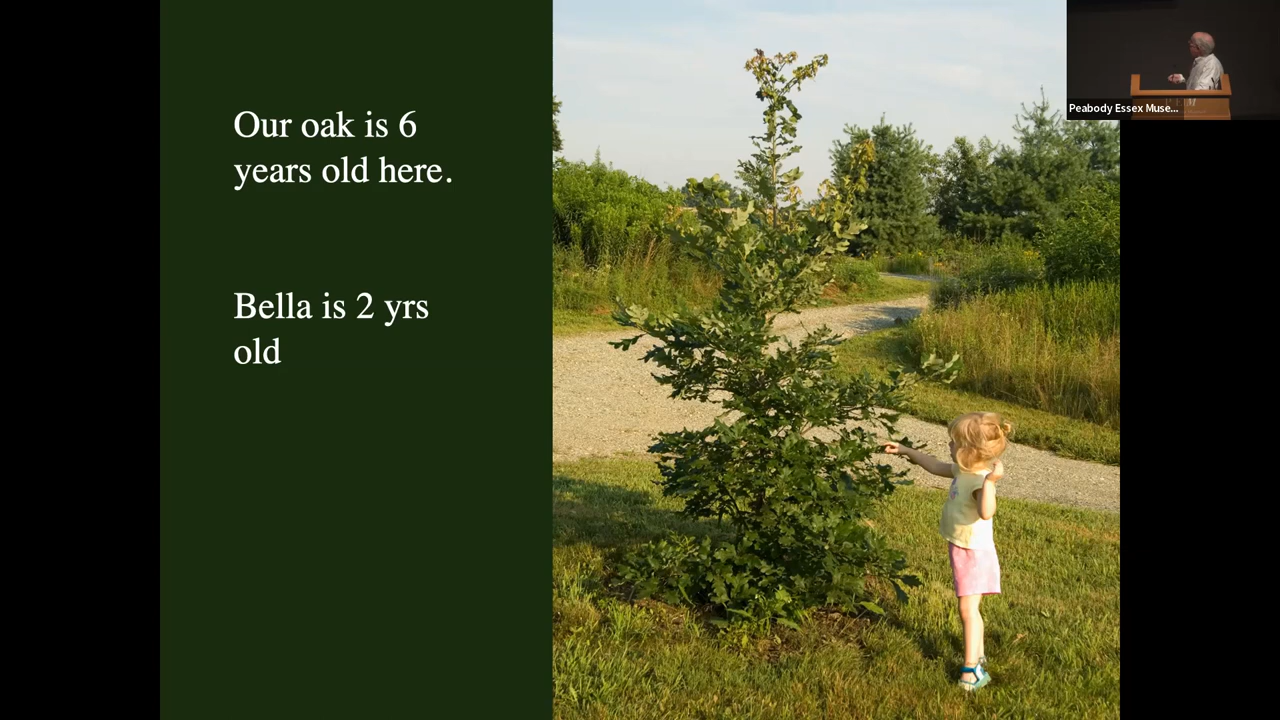 Our oak is 6
years old here.
Bella is 2 yrs
old
Peabody Essex Muse...